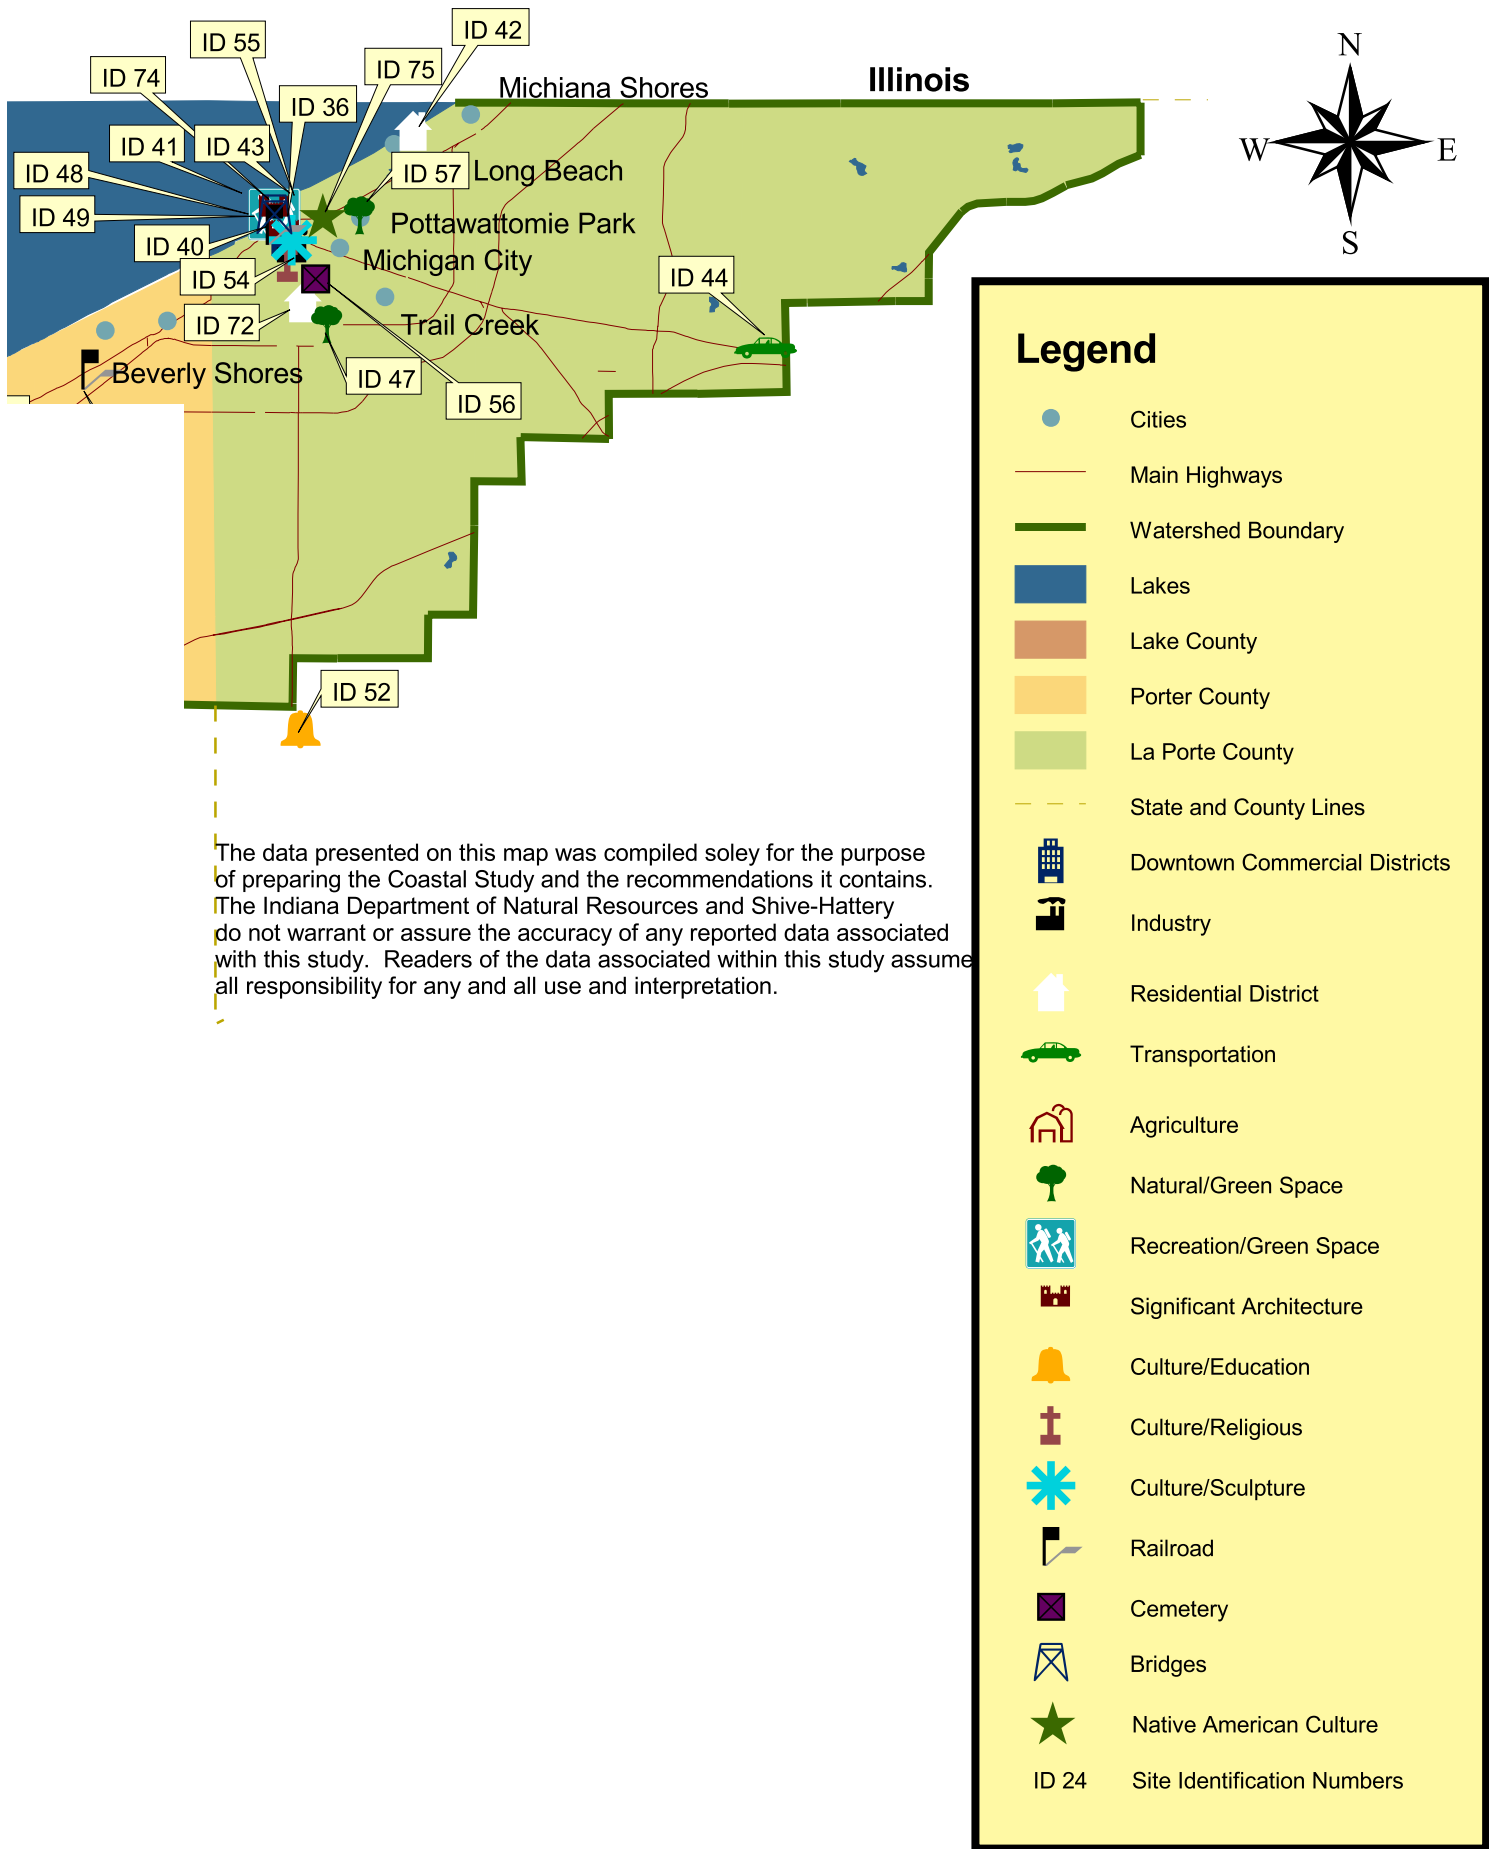 ID 42
ID 55
ID 75
ID 74
Michiana Shores
Illinois
ID 36
ID 41
ID 43
ID 48
ID 57
Long Beach
ID 49
Pottawattomie Park
ID 40
Michigan City
ID 54
ID 44
ID 72
Trail Creek
Beverly Shores
ID 47
ID 56
ID 52
N
W
E
S
The data presented on this map was compiled soley for the purpose
of preparing the Coastal Study and the recommendations it contains.
The Indiana Department of Natural Resources and Shive-Hattery
do not warrant or assure the accuracy of any reported data associated
with this study.  Readers of the data associated within this study assume
all responsibility for any and all use and interpretation.
Legend
Cities
Main Highways
Watershed Boundary
Lakes
Lake County
Porter County
La Porte County
State and County Lines
Downtown Commercial Districts
Industry
Residential District
Transportation
Agriculture
Natural/Green Space
Recreation/Green Space
Significant Architecture
Culture/Education
Culture/Religious
Culture/Sculpture
Railroad
Cemetery
Bridges
Native American Culture
ID 24 Site Identification Numbers